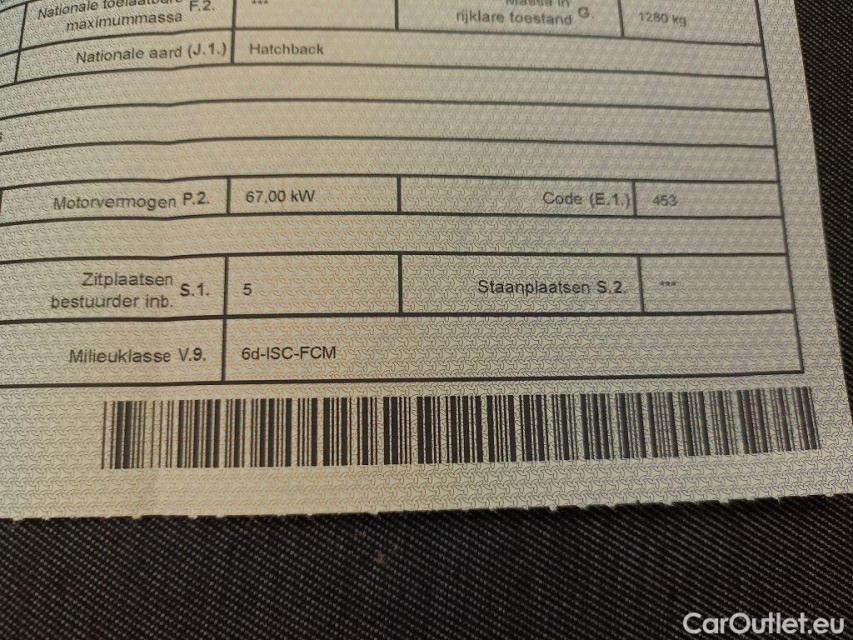 Nationale toelaatbare F.2. ***
maximummassa
Massa in
rijklare toestand G. 1280 kg
Nationale aard (J.1.) Hatchback
Motorvermogen P.2. 67,00 kW Code (E.1.) 453
Zitplaatsen S.1. 5 Staanplaatsen S.2. ***
bestuurder inb.
Milieuklasse V.9. 6d-ISC-FCM
CarOutlet.eu